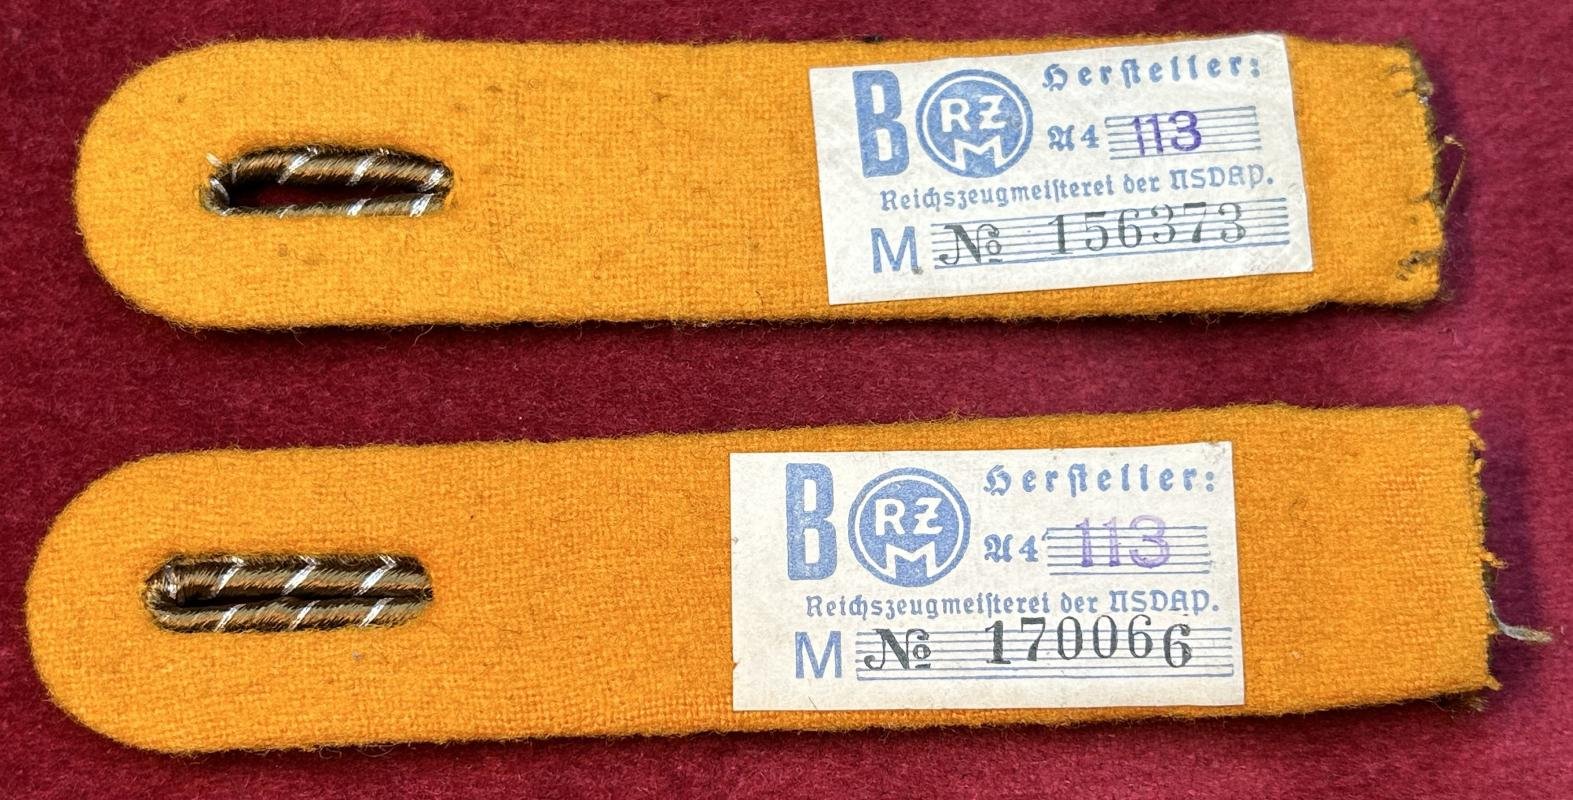 B RZM Hersteller:
A4 113
Reichszeugmeisterei der NSDAP.
M № 156373
B RZM Hersteller:
A4 113
Reichszeugmeisterei der NSDAP.
M № 170066